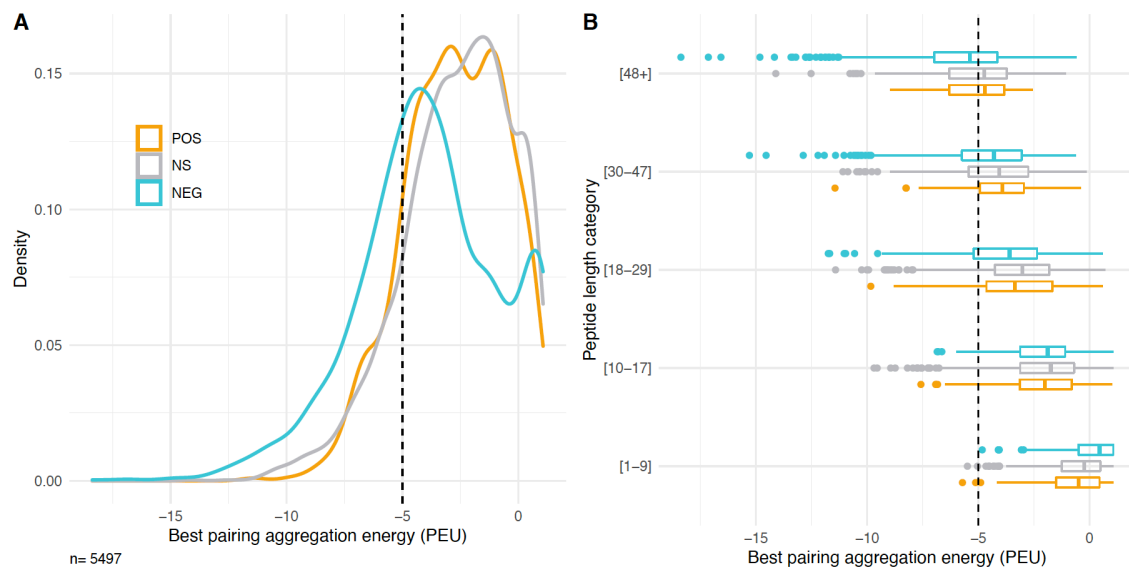 A
0.15
0.10
0.05
0.00
Density
POS
NS
NEG
−15
−10
−5
0
Best pairing aggregation energy (PEU)
n= 5497
B
[48+]
[30−47]
[18−29]
[10−17]
[1−9]
Peptide length category
−15
−10
−5
0
Best pairing aggregation energy (PEU)